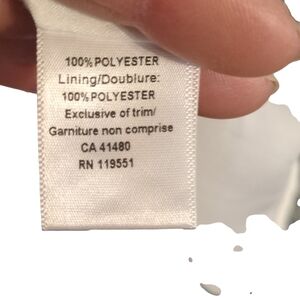 100% POLYESTER
Lining/Doublure:
100% POLYESTER
Exclusive of trim/
Garniture non comprise
CA 41480
RN 119551